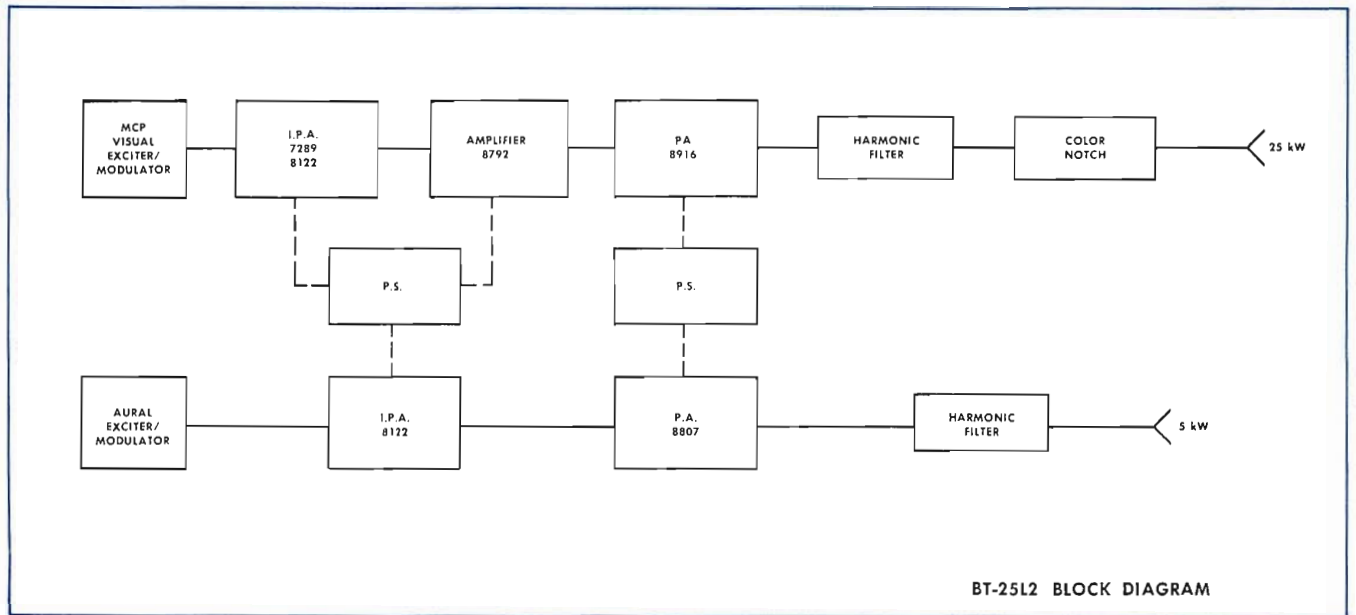 MCP
VISUAL
EXCITER/
MODULATOR
I.P.A.
7289
8122
AMPLIFIER
8792
PA
8916
HARMONIC
FILTER
COLOR
NOTCH
25 kW
P.S.
P.S.
AURAL
EXCITER/
MODULATOR
I.P.A.
8122
P.A.
8807
HARMONIC
FILTER
5 kW
BT-25L2 BLOCK DIAGRAM